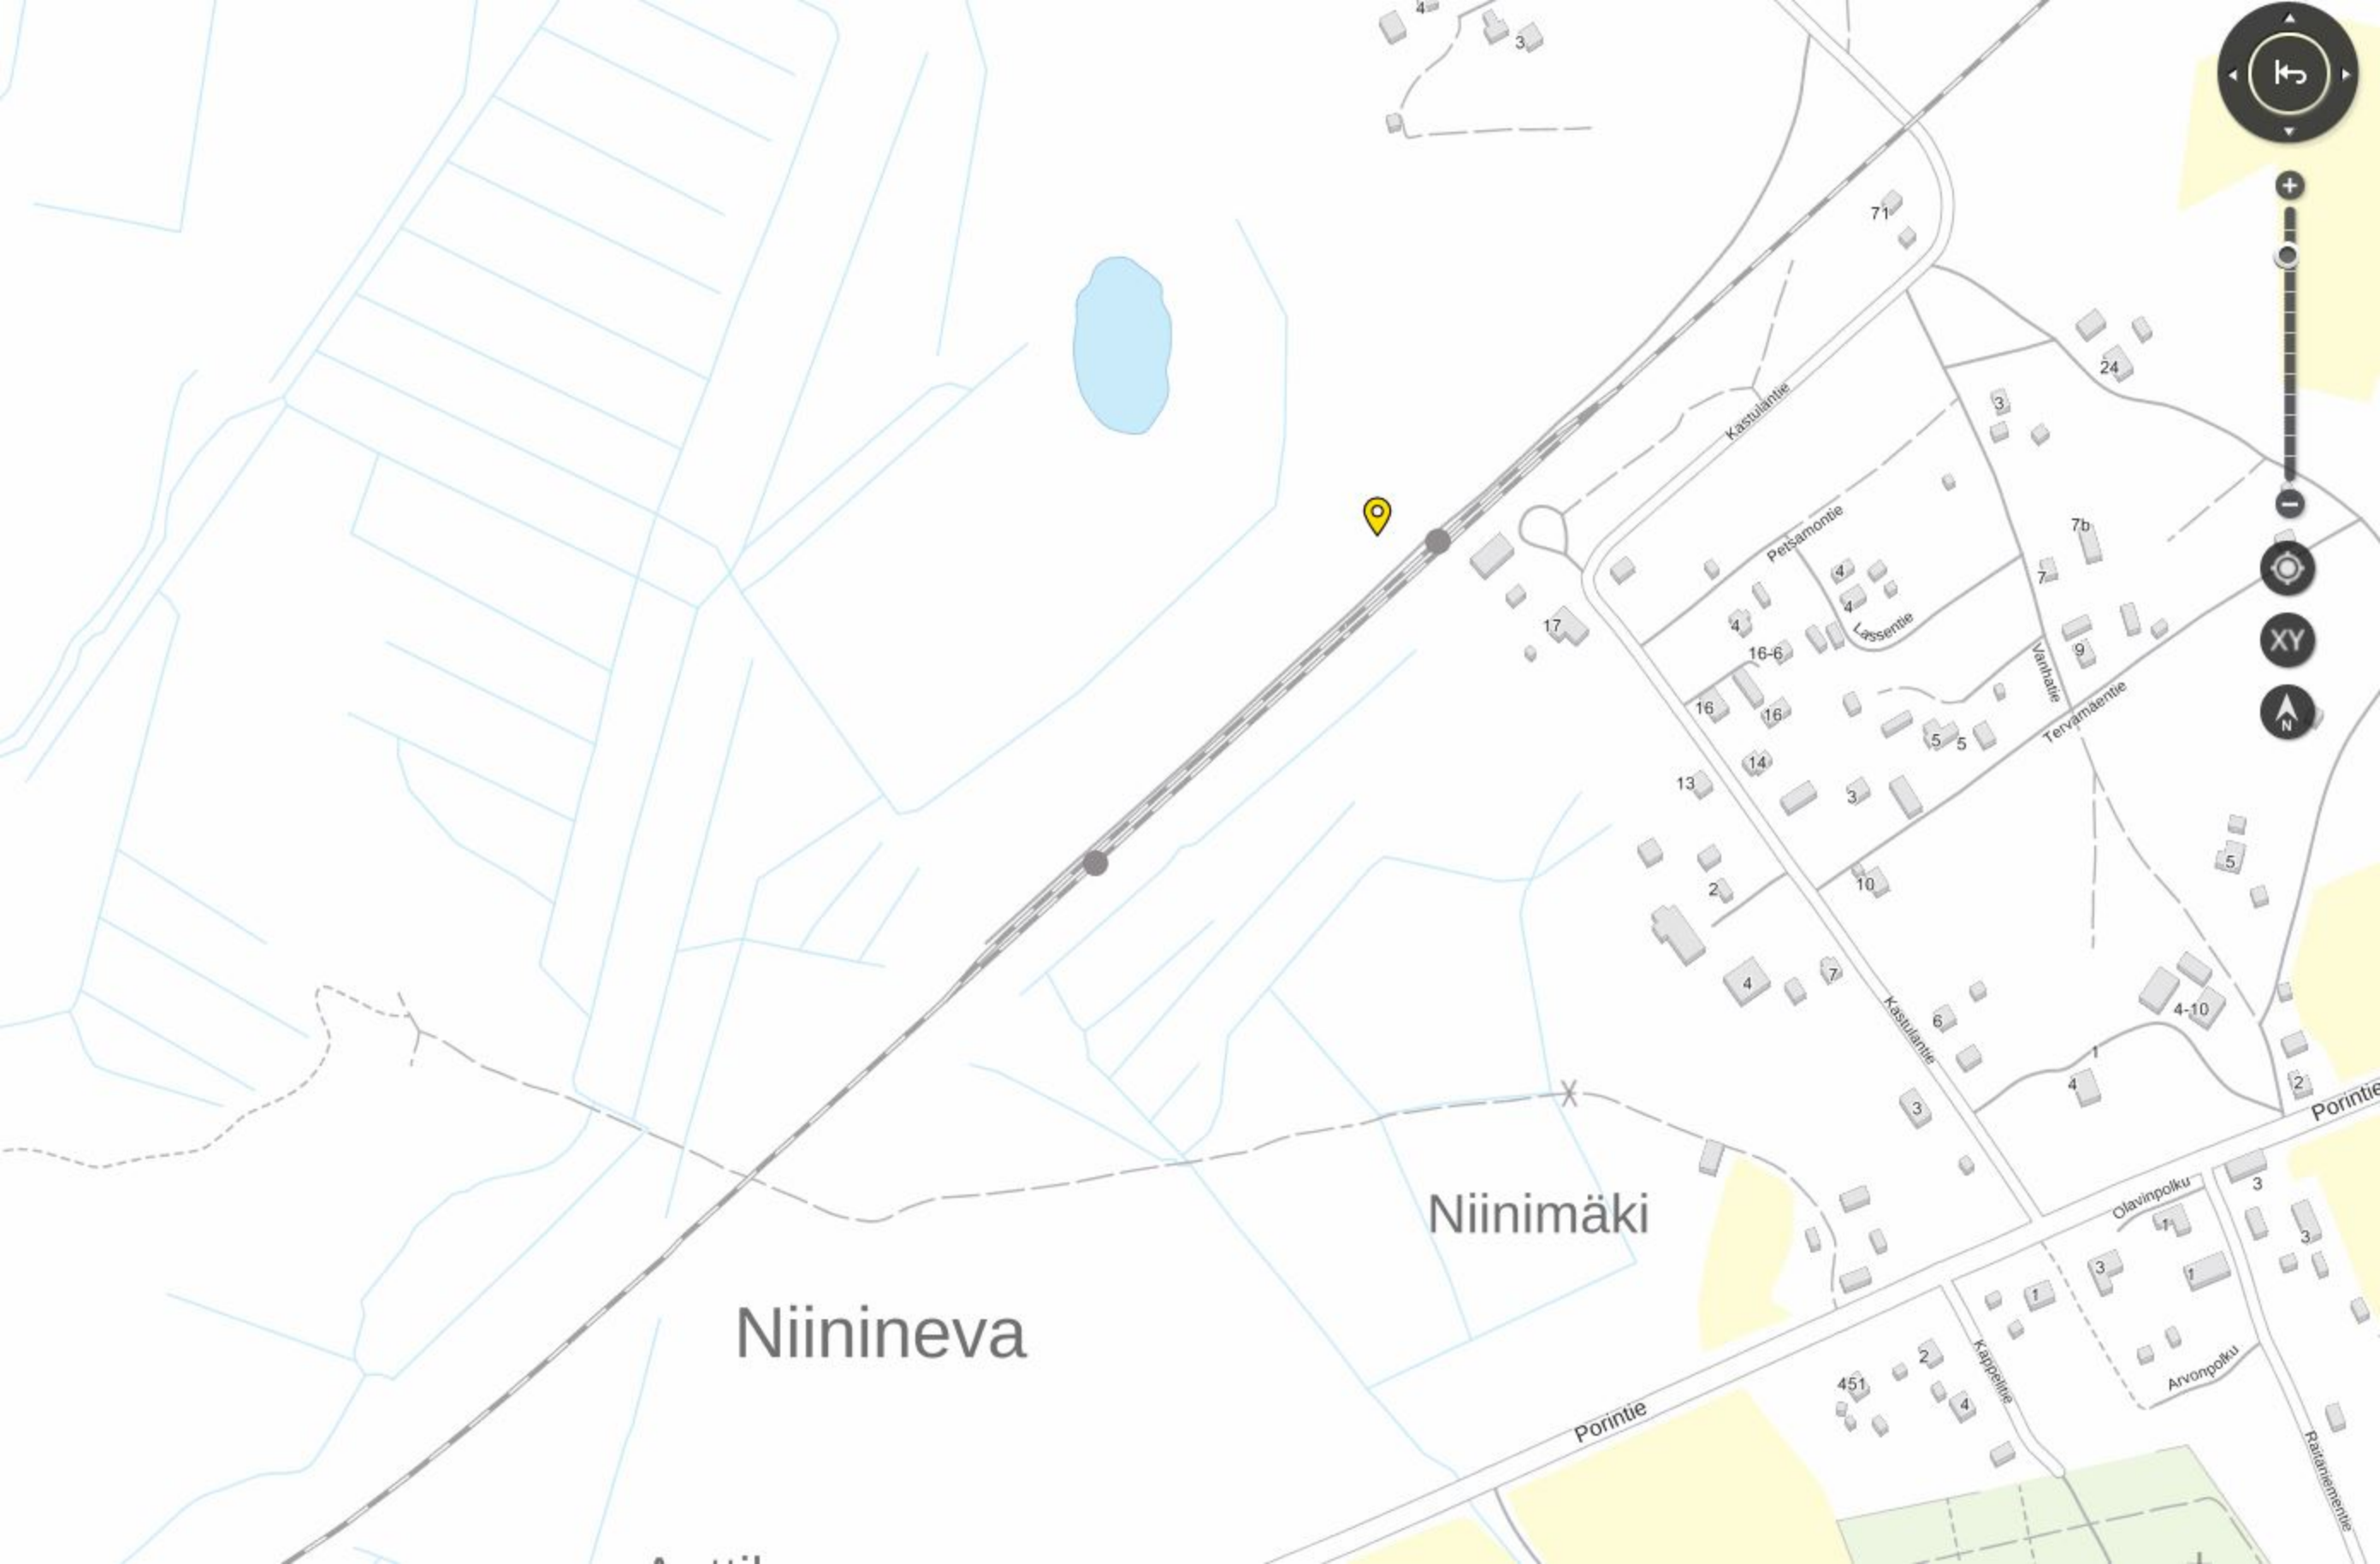 4
3
71
24
3
Kastulantie
Petsamontie
7b
7
4
4
4
Lassentie
17
16-6
9
Vanhatie
XY
N
16
16
Tervamäentie
5
5
14
13
3
5
10
2
4
7
6
4-10
Kastulantie
1
4
2
3
Porintie
Niinimäki
Olavinpolku
3
1
3
3
1
1
Niinineva
2
Kappelitie
451
4
Arvonpolku
Porintie
Raitaniementie